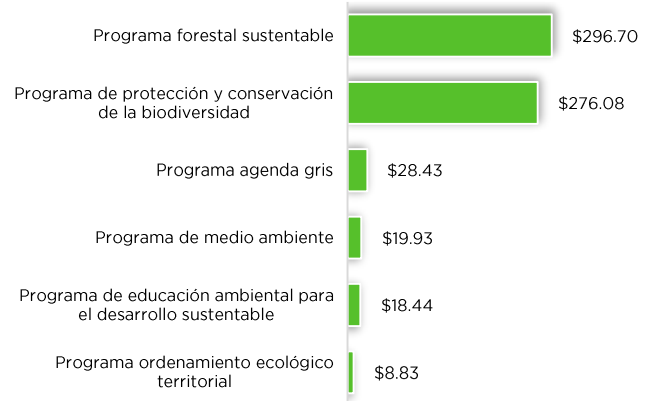 Programa forestal sustentable
$296.70
Programa de protección y conservación
de la biodiversidad
$276.08
Programa agenda gris
$28.43
Programa de medio ambiente
$19.93
Programa de educación ambiental para
el desarrollo sustentable
$18.44
Programa ordenamiento ecológico
territorial
$8.83